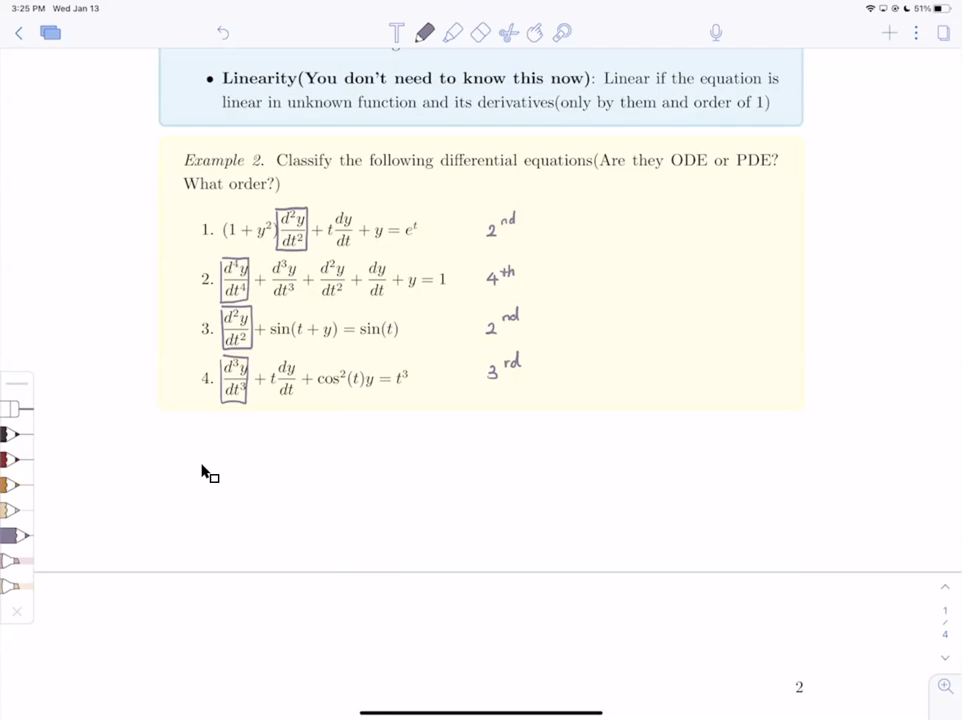 3:25 PM Wed Jan 13
51%
• Linearity(You don't need to know this now): Linear if the equation is
linear in unknown function and its derivatives(only by them and order of 1)
Example 2. Classify the following differential equations(Are they ODE or PDE?
What order?)
1. (1 + y²) d²y/dt² + t dy/dt + y = eᵗ 2nd
2. d⁴y/dt⁴ + d³y/dt³ + d²y/dt² + dy/dt + y = 1 4th
3. d²y/dt² + sin(t + y) = sin(t) 2nd
4. d³y/dt³ + t dy/dt + cos²(t)y = t³ 3rd
1
/
4
2